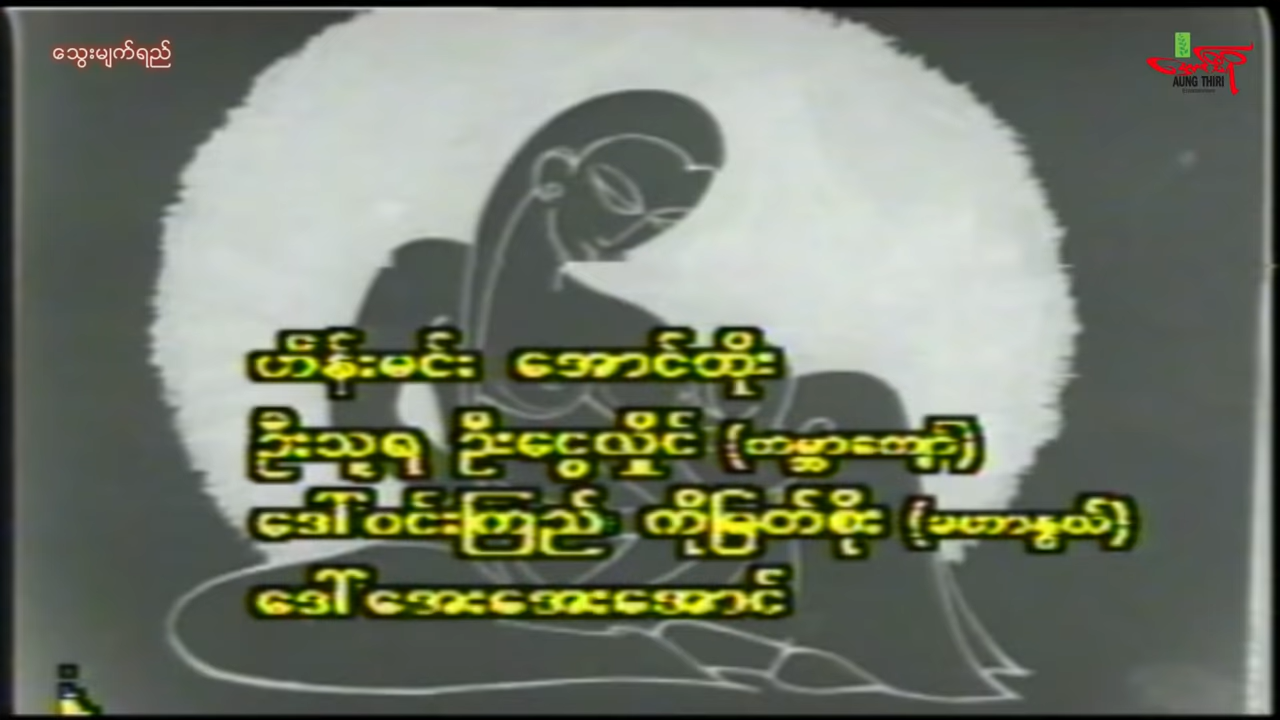 သွေးမျက်ရည်
AUNG THIRI
Entertainment
ဟိန်းမင်း အောင်ထိုး
ဦးသုရ ဦးငွေလှိုင် (ကမ္ဘာကျော်)
ဒေါ်ဝင်းကြည် ကိုမြတ်စိုး (မဟာနွယ်)
ဒေါ်အေးအေးအောင်